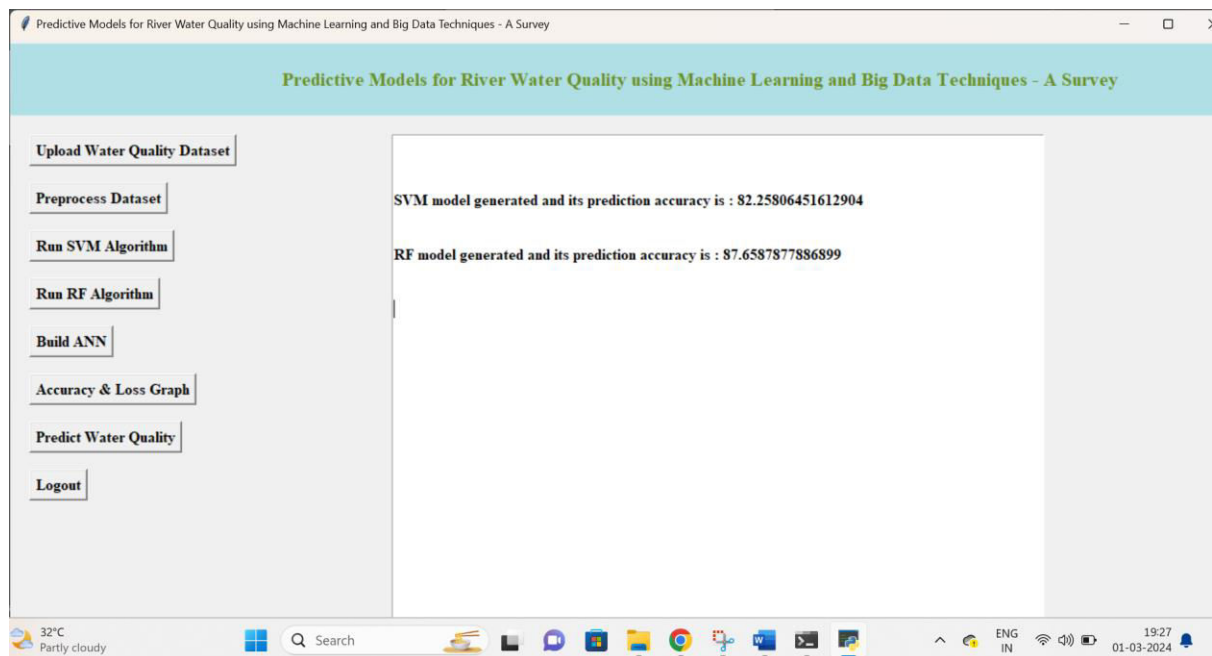 Predictive Models for River Water Quality using Machine Learning and Big Data Techniques - A Survey
Predictive Models for River Water Quality using Machine Learning and Big Data Techniques - A Survey
Upload Water Quality Dataset
Preprocess Dataset
Run SVM Algorithm
Run RF Algorithm
Build ANN
Accuracy & Loss Graph
Predict Water Quality
Logout
SVM model generated and its prediction accuracy is : 82.25806451612904
RF model generated and its prediction accuracy is : 87.6587877886899
32°C
Partly cloudy
Search
ENG
IN
19:27
01-03-2024